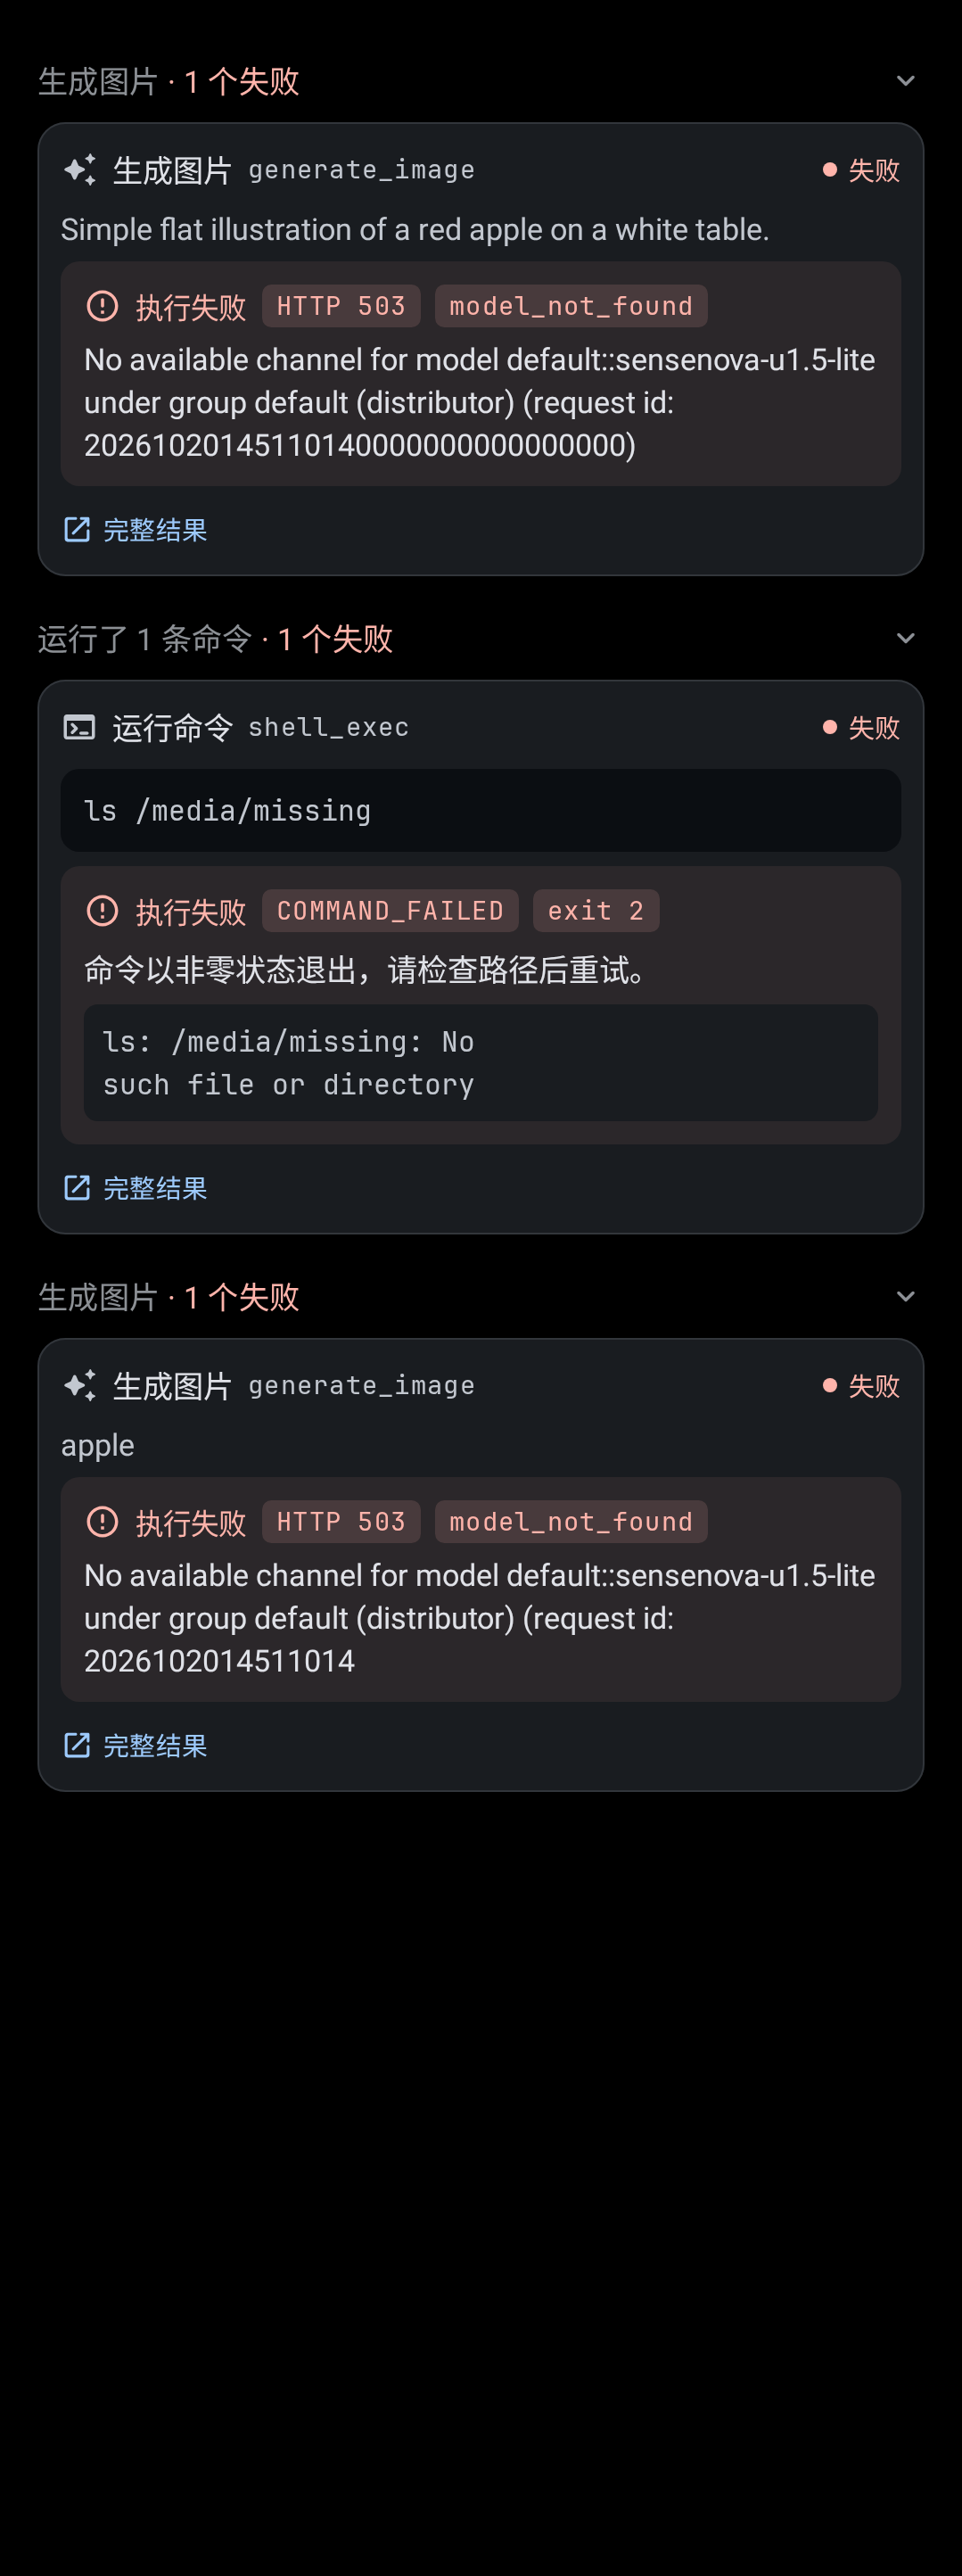 生成图片 · 1 个失败
生成图片 generate_image 失败
Simple flat illustration of a red apple on a white table.
执行失败 HTTP 503 model_not_found
No available channel for model default::sensenova-u1.5-lite
under group default (distributor) (request id:
20261020145110140000000000000000)
完整结果
运行了 1 条命令 · 1 个失败
运行命令 shell_exec 失败
ls /media/missing
执行失败 COMMAND_FAILED exit 2
命令以非零状态退出，请检查路径后重试。
ls: /media/missing: No
such file or directory
完整结果
生成图片 · 1 个失败
生成图片 generate_image 失败
apple
执行失败 HTTP 503 model_not_found
No available channel for model default::sensenova-u1.5-lite
under group default (distributor) (request id:
2026102014511014
完整结果